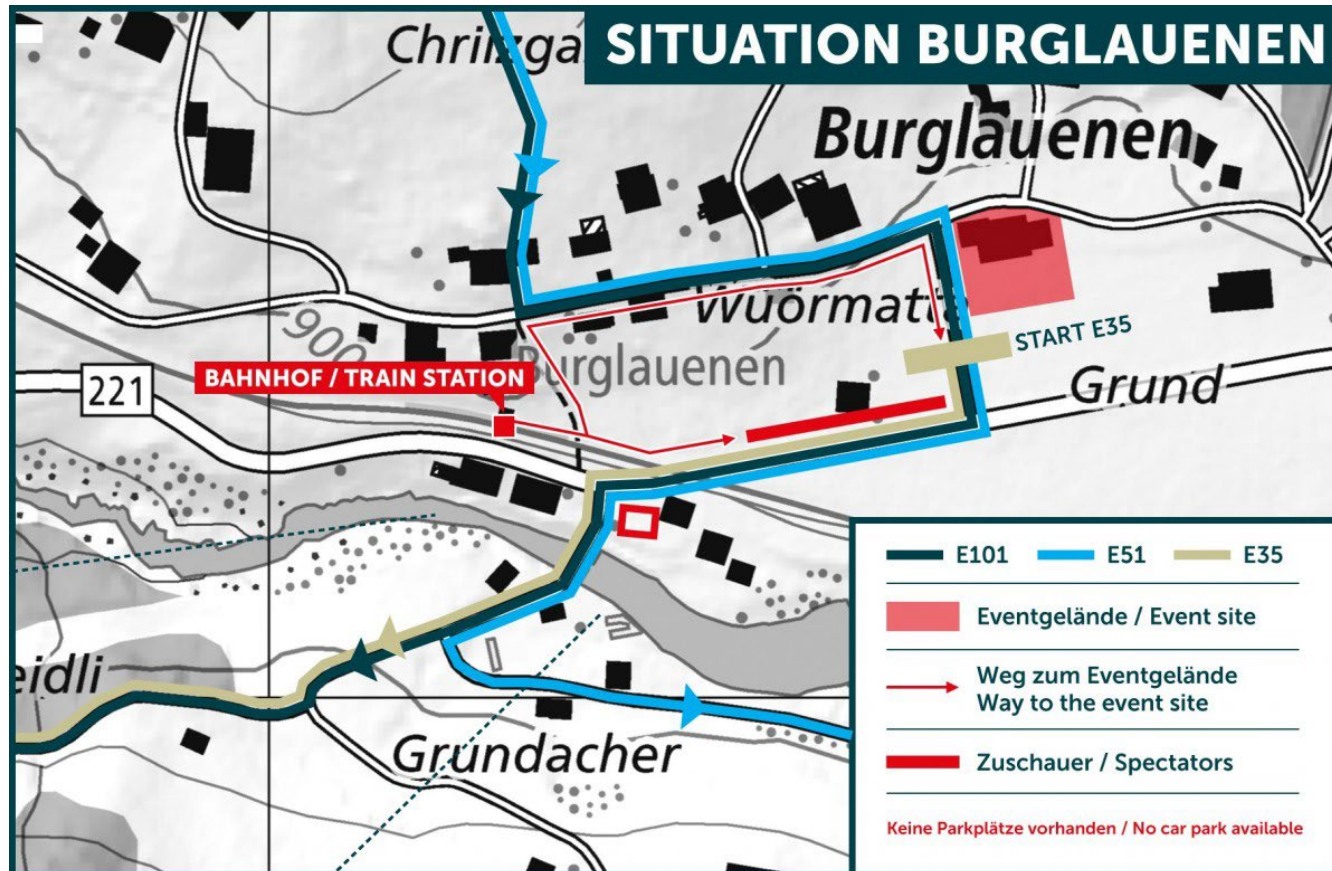 SITUATION BURGLAUENEN
Burglauenen
Wuörmatta
START E35
900
Burglauenen
BAHNHOF / TRAIN STATION
221
Grund
eidli
Grundacher
E101 E51 E35
Eventgelände / Event site
Weg zum Eventgelände
Way to the event site
Zuschauer / Spectators
Keine Parkplätze vorhanden / No car park available